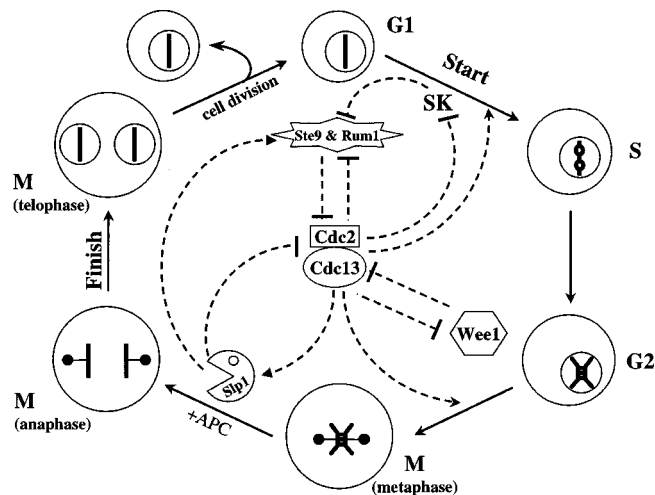 G1
Start
cell division
SK
Ste9 & Rum1
S
M
(telophase)
Cdc2
Finish
Cdc13
Wee1
G2
Slp1
M
(anaphase)
+APC
M
(metaphase)